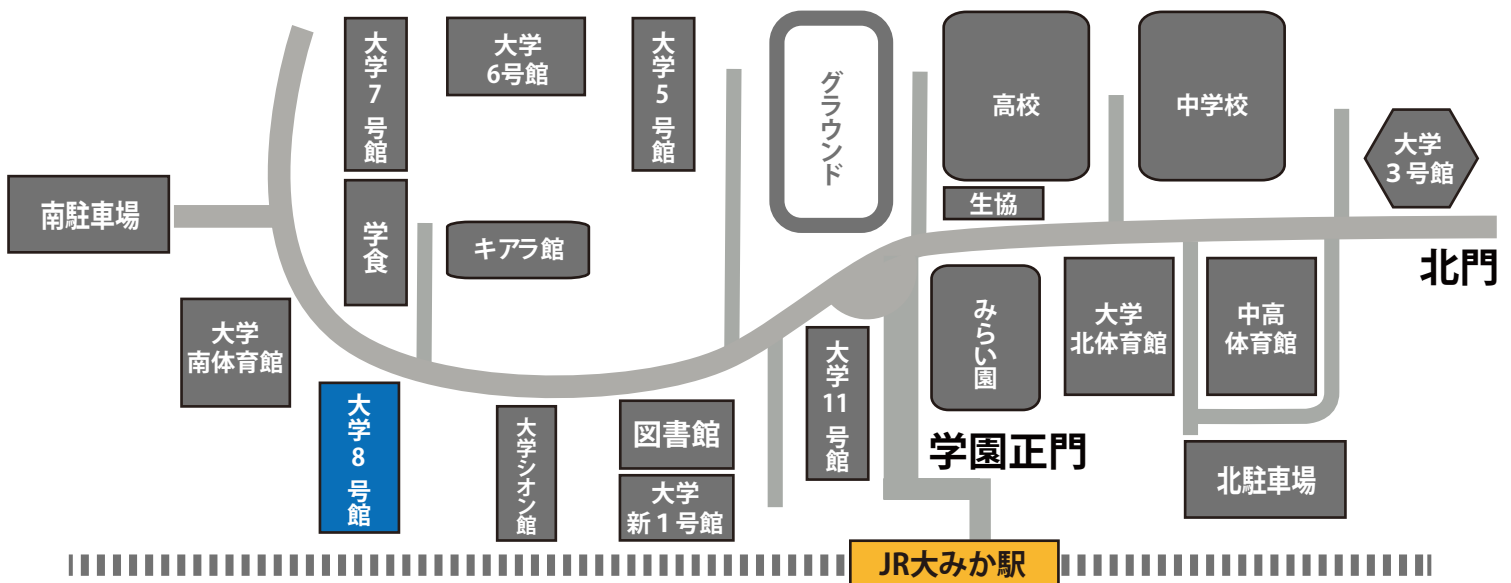 大学7号館
大学
6号館
大学5号館
グラウンド
高校
中学校
大学
3号館
南駐車場
学食
キアラ館
生協
北門
大学
南体育館
みらい園
大学
北体育館
中高
体育館
大学8号館
大学シオン館
図書館
大学
新1号館
大学11号館
学園正門
北駐車場
JR大みか駅